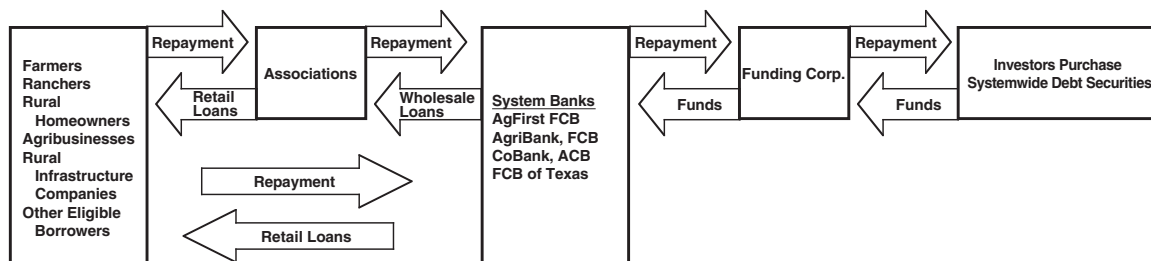 Farmers
Ranchers
Rural
Homeowners
Agribusinesses
Rural
Infrastructure
Companies
Other Eligible
Borrowers
Repayment
Retail
Loans
Associations
Repayment
Wholesale
Loans
Repayment
Retail Loans
System Banks
AgFirst FCB
AgriBank, FCB
CoBank, ACB
FCB of Texas
Repayment
Funds
Funding Corp.
Repayment
Funds
Investors Purchase
Systemwide Debt Securities